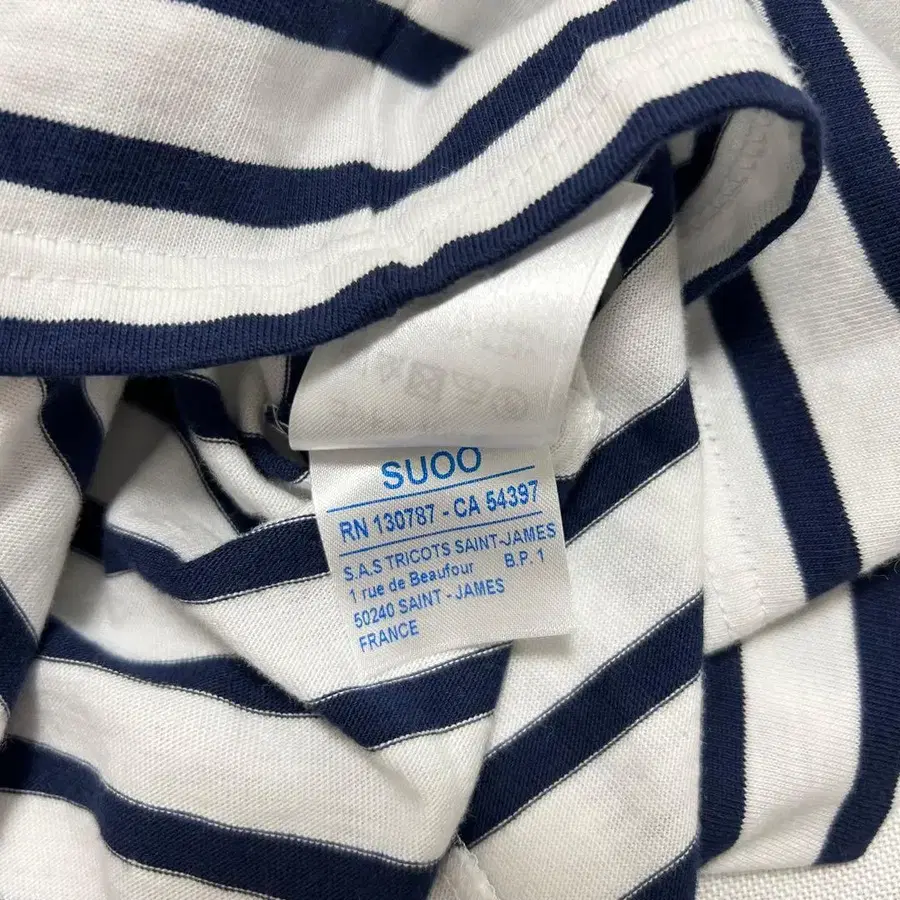 SUOO
RN 130787 - CA 54397
S.A.S TRICOTS SAINT-JAMES
1 rue de Beaufour B.P. 1
50240 SAINT - JAMES
FRANCE